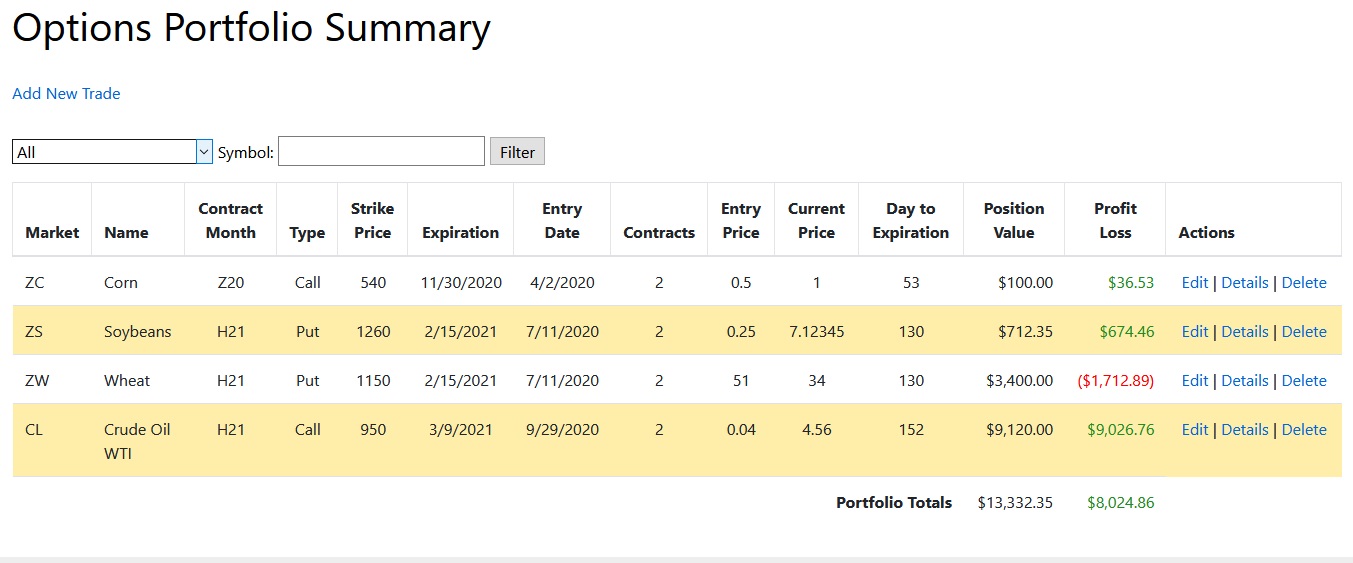 Options Portfolio Summary
Add New Trade
All Symbol: Filter
Contract Strike Entry Entry Current Day to Position Profit
Market Name Month Type Price Expiration Date Contracts Price Price Expiration Value Loss Actions
ZC Corn Z20 Call 540 11/30/2020 4/2/2020 2 0.5 1 53 $100.00 $36.53 Edit | Details | Delete
ZS Soybeans H21 Put 1260 2/15/2021 7/11/2020 2 0.25 7.12345 130 $712.35 $674.46 Edit | Details | Delete
ZW Wheat H21 Put 1150 2/15/2021 7/11/2020 2 51 34 130 $3,400.00 ($1,712.89) Edit | Details | Delete
CL Crude Oil H21 Call 950 3/9/2021 9/29/2020 2 0.04 4.56 152 $9,120.00 $9,026.76 Edit | Details | Delete
WTI
Portfolio Totals $13,332.35 $8,024.86